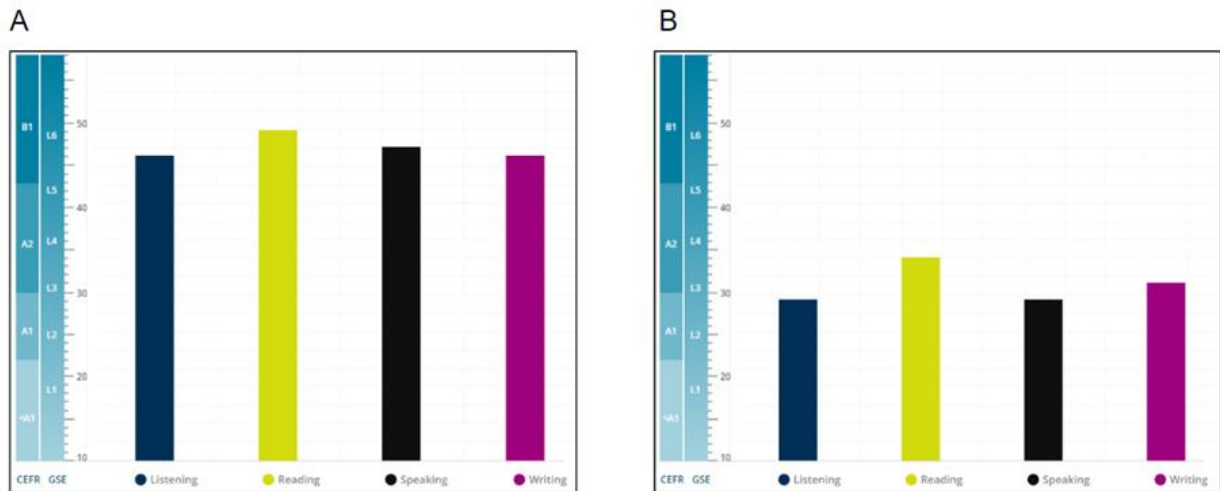 A
B1
A2
A1
<A1
L6
L5
L4
L3
L2
L1
50
40
30
20
10
CEFR GSE
Listening
Reading
Speaking
Writing
B
B1
A2
A1
<A1
L6
L5
L4
L3
L2
L1
50
40
30
20
10
CEFR GSE
Listening
Reading
Speaking
Writing